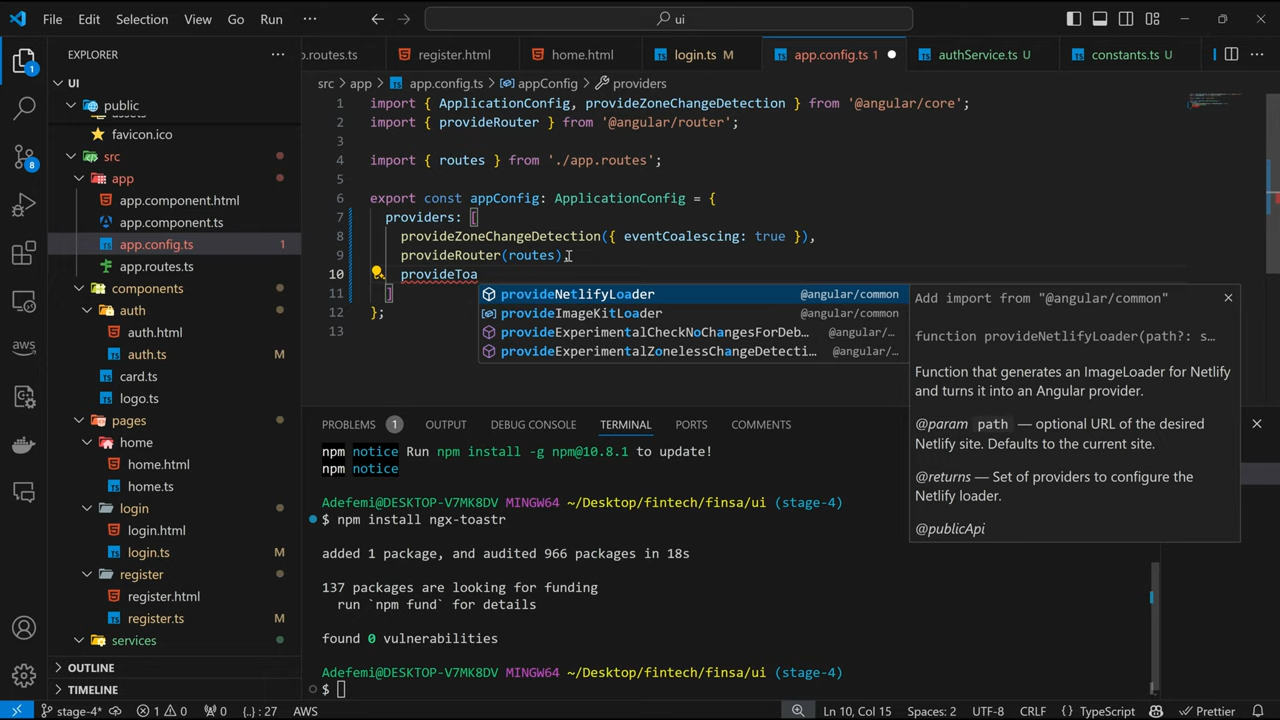 File Edit Selection View Go Run ··· ui
EXPLORER ···
.routes.ts register.html home.html login.ts M app.config.ts 1 authService.ts U constants.ts U ···
UI
src > app > app.config.ts > appConfig > providers
public
assets
favicon.ico
src
app
app.component.html
app.component.ts
app.config.ts 1
app.routes.ts
components
auth
auth.html
auth.ts M
card.ts
logo.ts
pages
home
home.html
home.ts
login
login.html
login.ts M
register
register.html
register.ts M
services
OUTLINE
TIMELINE
1 import { ApplicationConfig, provideZoneChangeDetection } from '@angular/core';
2 import { provideRouter } from '@angular/router';
3
4 import { routes } from './app.routes';
5
6 export const appConfig: ApplicationConfig = {
7 providers: [
8 provideZoneChangeDetection({ eventCoalescing: true }),
9 provideRouter(routes),
10 provideToa
11 ]
12 };
13
provideNetlifyLoader @angular/common
provideImageKitLoader @angular/common
provideExperimentalCheckNoChangesForDeb… @angular/…
provideExperimentalZonelessChangeDetecti… @angular/…
Add import from "@angular/common"
function provideNetlifyLoader(path?: s…
Function that generates an ImageLoader for Netlify
and turns it into an Angular provider.
@param path — optional URL of the desired
Netlify site. Defaults to the current site.
@returns — Set of providers to configure the
Netlify loader.
@publicApi
PROBLEMS 1 OUTPUT DEBUG CONSOLE TERMINAL PORTS COMMENTS
npm notice Run npm install -g npm@10.8.1 to update!
npm notice
Adefemi@DESKTOP-V7MK8DV MINGW64 ~/Desktop/fintech/finsa/ui (stage-4)
$ npm install ngx-toastr
added 1 package, and audited 966 packages in 18s
137 packages are looking for funding
run `npm fund` for details
found 0 vulnerabilities
Adefemi@DESKTOP-V7MK8DV MINGW64 ~/Desktop/fintech/finsa/ui (stage-4)
$
1
8
aws
stage-4* 1 0 0 {..} : 27 AWS Ln 10, Col 15 Spaces: 2 UTF-8 CRLF {} TypeScript Prettier